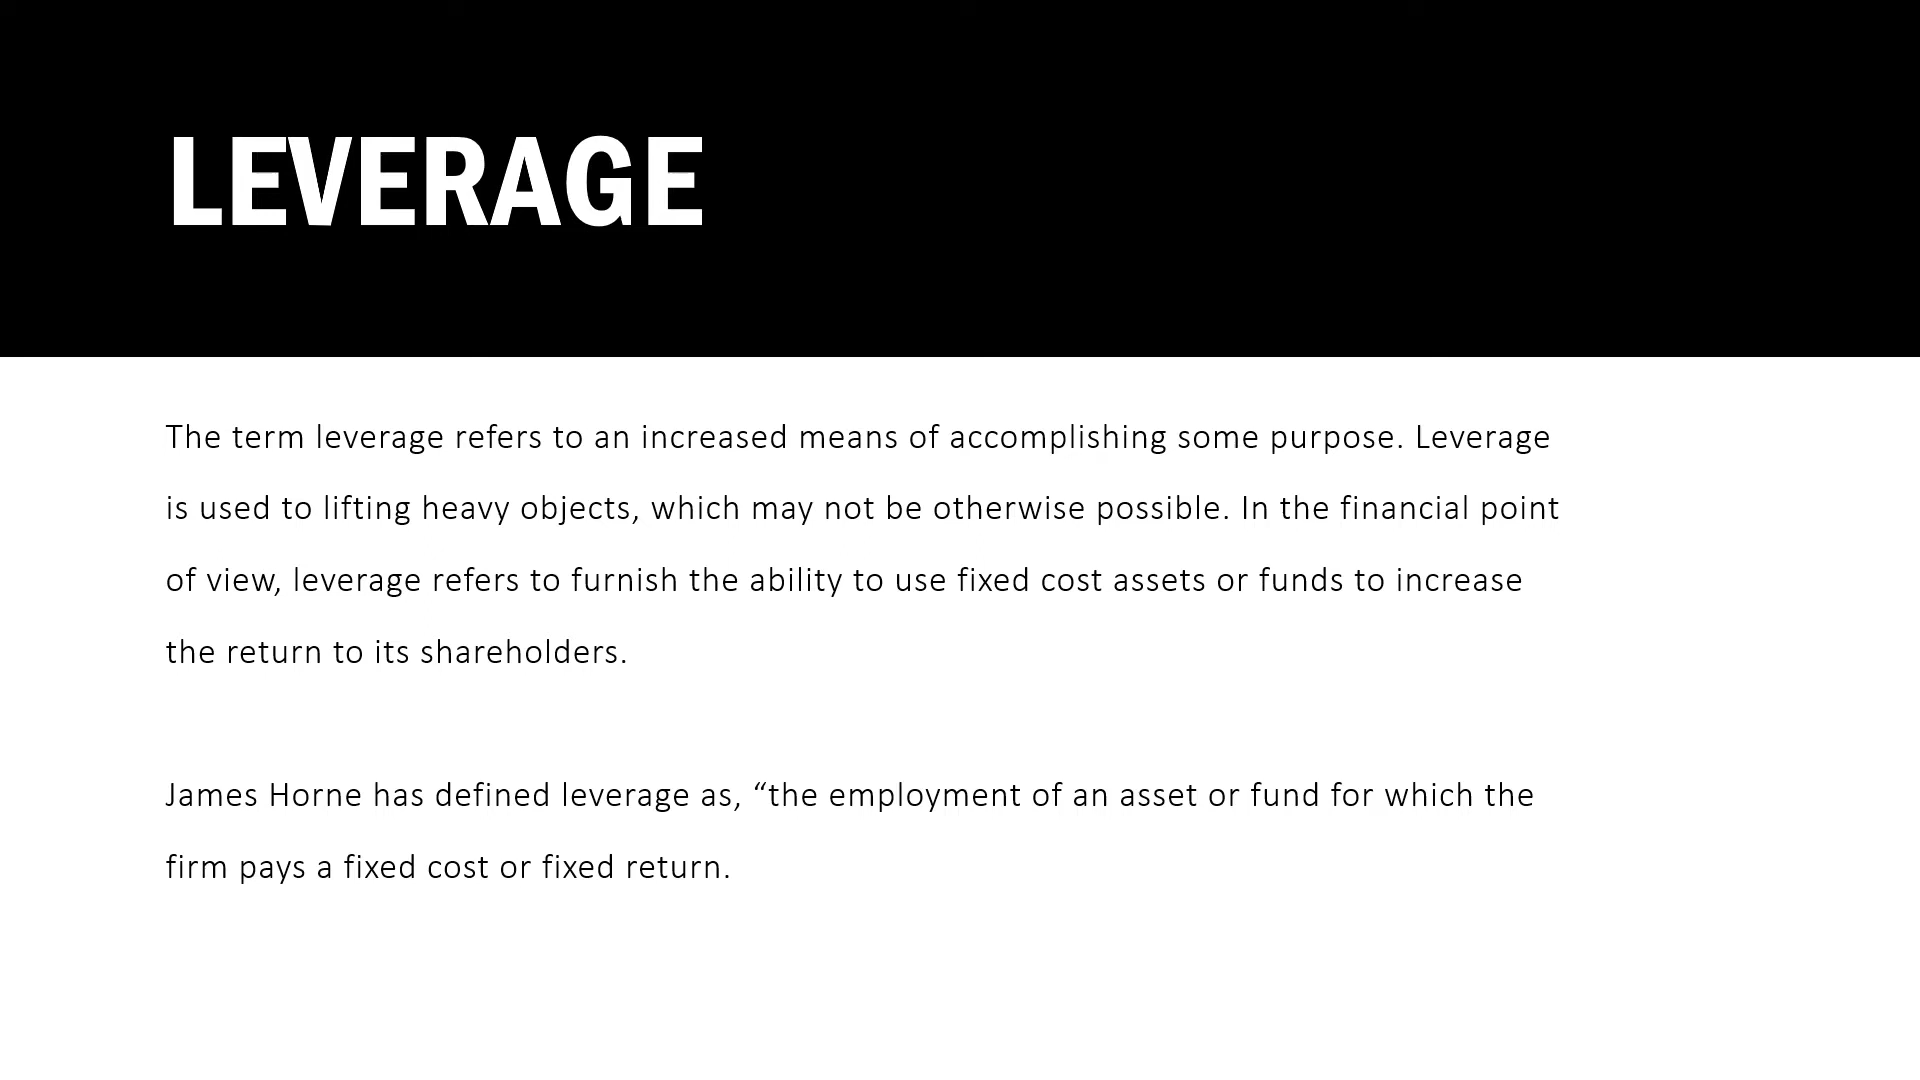 LEVERAGE
The term leverage refers to an increased means of accomplishing some purpose. Leverage
is used to lifting heavy objects, which may not be otherwise possible. In the financial point
of view, leverage refers to furnish the ability to use fixed cost assets or funds to increase
the return to its shareholders.
James Horne has defined leverage as, “the employment of an asset or fund for which the
firm pays a fixed cost or fixed return.